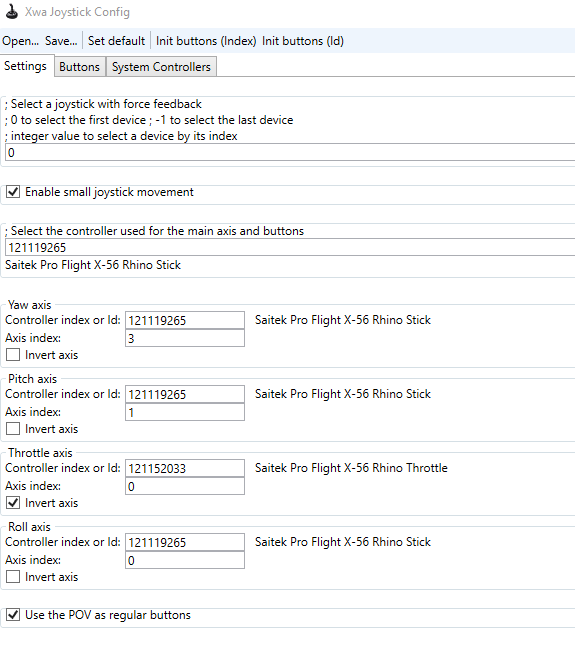 Xwa Joystick Config
Open... Save... Set default Init buttons (Index) Init buttons (Id)
Settings Buttons System Controllers
; Select a joystick with force feedback
; 0 to select the first device ; -1 to select the last device
; integer value to select a device by its index
0
Enable small joystick movement
; Select the controller used for the main axis and buttons
121119265
Saitek Pro Flight X-56 Rhino Stick
Yaw axis
Controller index or Id: 121119265 Saitek Pro Flight X-56 Rhino Stick
Axis index: 3
Invert axis
Pitch axis
Controller index or Id: 121119265 Saitek Pro Flight X-56 Rhino Stick
Axis index: 1
Invert axis
Throttle axis
Controller index or Id: 121152033 Saitek Pro Flight X-56 Rhino Throttle
Axis index: 0
Invert axis
Roll axis
Controller index or Id: 121119265 Saitek Pro Flight X-56 Rhino Stick
Axis index: 0
Invert axis
Use the POV as regular buttons